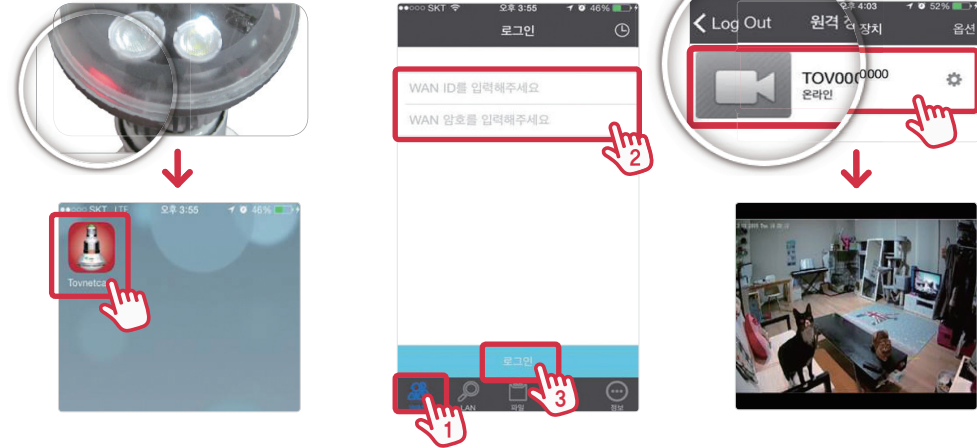 SKT LTE 오후 3:55 46%
Tovnetca
SKT 오후 3:55 46%
로그인
WAN ID를 입력해주세요
WAN 암호를 입력해주세요
2
로그인
3
LAN
파일
정보
1
오후 4:03 52%
Log Out
원격
장치
옵션
TOV000 0000
온라인